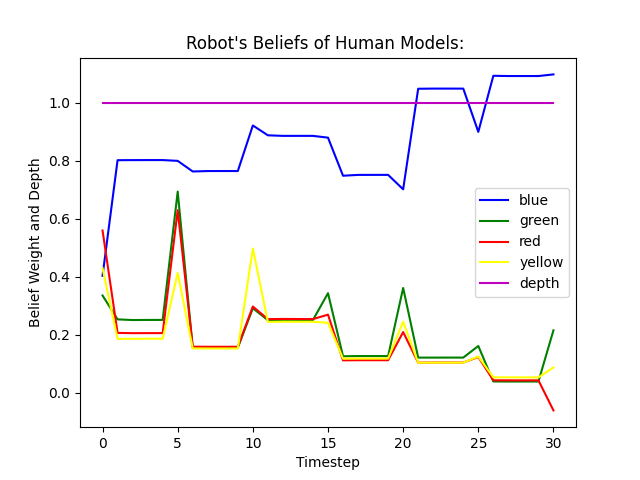 Robot's Beliefs of Human Models:
Belief Weight and Depth
1.0
0.8
0.6
0.4
0.2
0.0
blue
green
red
yellow
depth
0 5 10 15 20 25 30
Timestep